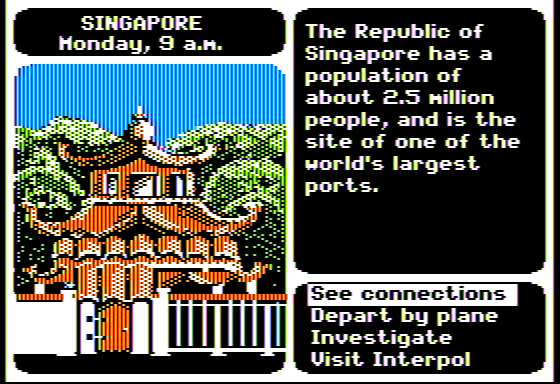 SINGAPORE
Monday, 9 a.m.
The Republic of
Singapore has a
population of
about 2.5 million
people, and is the
site of one of the
world's largest
ports.
See connections
Depart by plane
Investigate
Visit Interpol